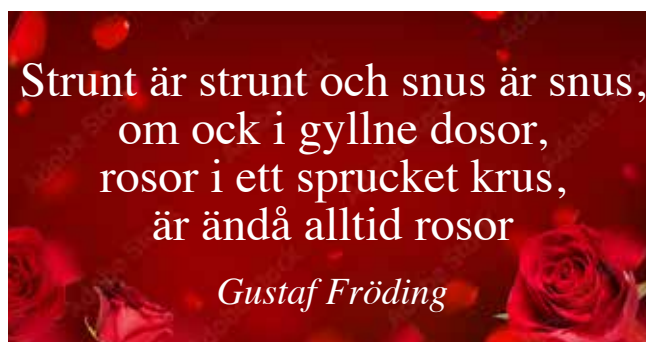 Strunt är strunt och snus är snus,
om ock i gyllne dosor,
rosor i ett sprucket krus,
är ändå alltid rosor
Gustaf Fröding